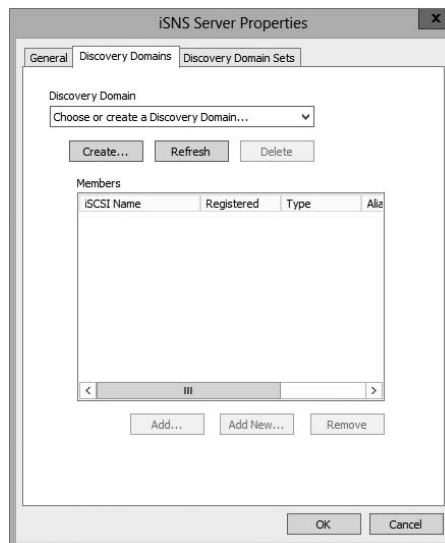 iSNS Server Properties
x
General Discovery Domains Discovery Domain Sets
Discovery Domain
Choose or create a Discovery Domain...
Create... Refresh Delete
Members
iSCSI Name Registered Type Alia
Add... Add New... Remove
OK Cancel